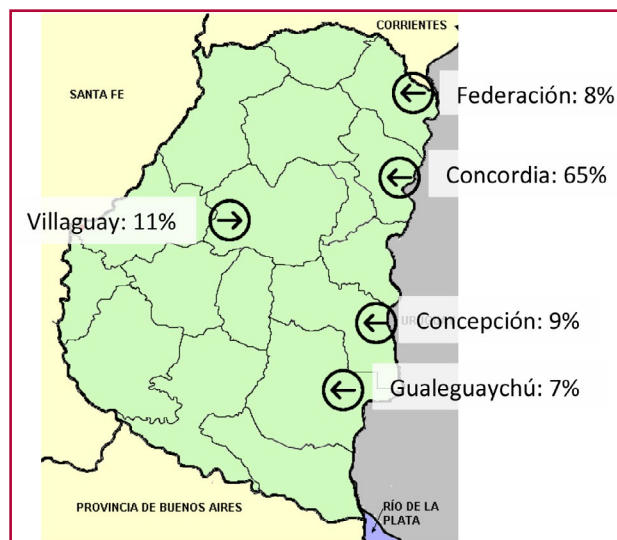 CORRIENTES
SANTA FE
Federación: 8%
Concordia: 65%
Villaguay: 11%
Concepción: 9%
Gualeguaychú: 7%
PROVINCIA DE BUENOS AIRES
RÍO DE LA
PLATA